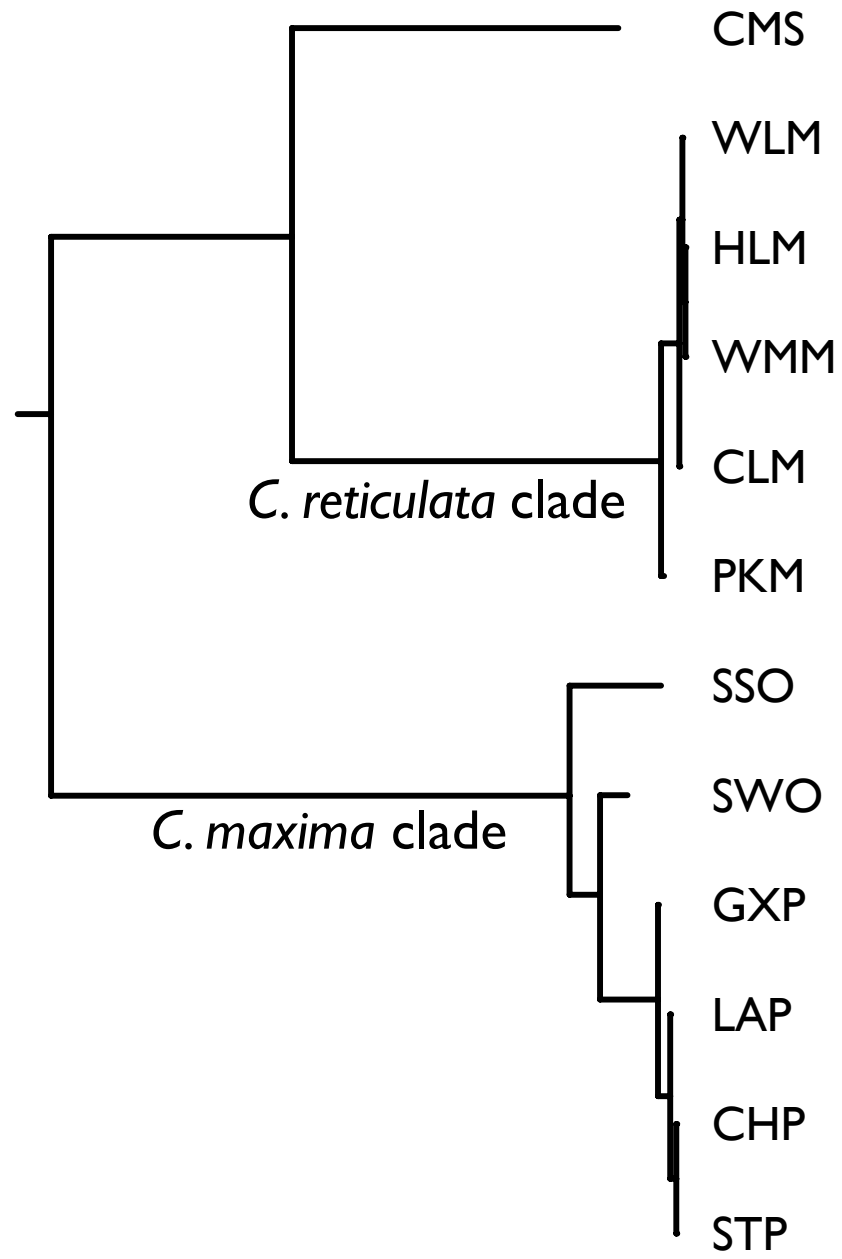 CMS
WLM
HLM
WMM
CLM
C. reticulata clade
PKM
SSO
SWO
C. maxima clade
GXP
LAP
CHP
STP